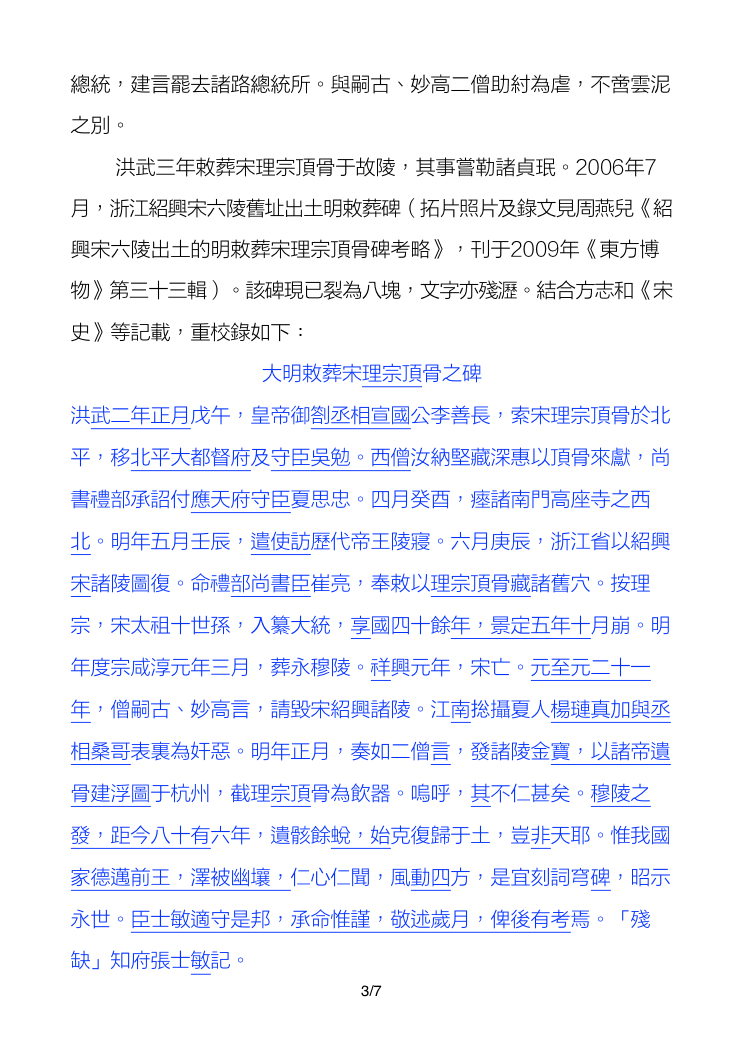 總統，建言罷去諸路總統所。與嗣古、妙高二僧助紂為虐，不啻雲泥
之別。
洪武三年敕葬宋理宗頂骨于故陵，其事嘗勒諸貞珉。2006年7
月，浙江紹興宋六陵舊址出土明敕葬碑（拓片照片及錄文見周燕兒《紹
興宋六陵出土的明敕葬宋理宗頂骨碑考略》，刊于2009年《東方博
物》第三十三輯）。該碑現已裂為八塊，文字亦殘瀝。結合方志和《宋
史》等記載，重校錄如下：
大明敕葬宋理宗頂骨之碑
洪武二年正月戊午，皇帝御劄丞相宣國公李善長，索宋理宗頂骨於北
平，移北平大都督府及守臣吳勉。西僧汝納堅藏深惠以頂骨來獻，尚
書禮部承詔付應天府守臣夏思忠。四月癸酉，瘞諸南門高座寺之西
北。明年五月壬辰，遣使訪歷代帝王陵寢。六月庚辰，浙江省以紹興
宋諸陵圖復。命禮部尚書臣崔亮，奉敕以理宗頂骨藏諸舊穴。按理
宗，宋太祖十世孫，入纂大統，享國四十餘年，景定五年十月崩。明
年度宗咸淳元年三月，葬永穆陵。祥興元年，宋亡。元至元二十一
年，僧嗣古、妙高言，請毀宋紹興諸陵。江南捴攝夏人楊璉真加與丞
相桑哥表裏為奸惡。明年正月，奏如二僧言，發諸陵金寶，以諸帝遺
骨建浮圖于杭州，截理宗頂骨為飲器。嗚呼，其不仁甚矣。穆陵之
發，距今八十有六年，遺骸餘蛻，始克復歸于土，豈非天耶。惟我國
家德邁前王，澤被幽壤，仁心仁聞，風動四方，是宜刻詞穹碑，昭示
永世。臣士敏適守是邦，承命惟謹，敬述歲月，俾後有考焉。「殘
缺」知府張士敏記。
3/7